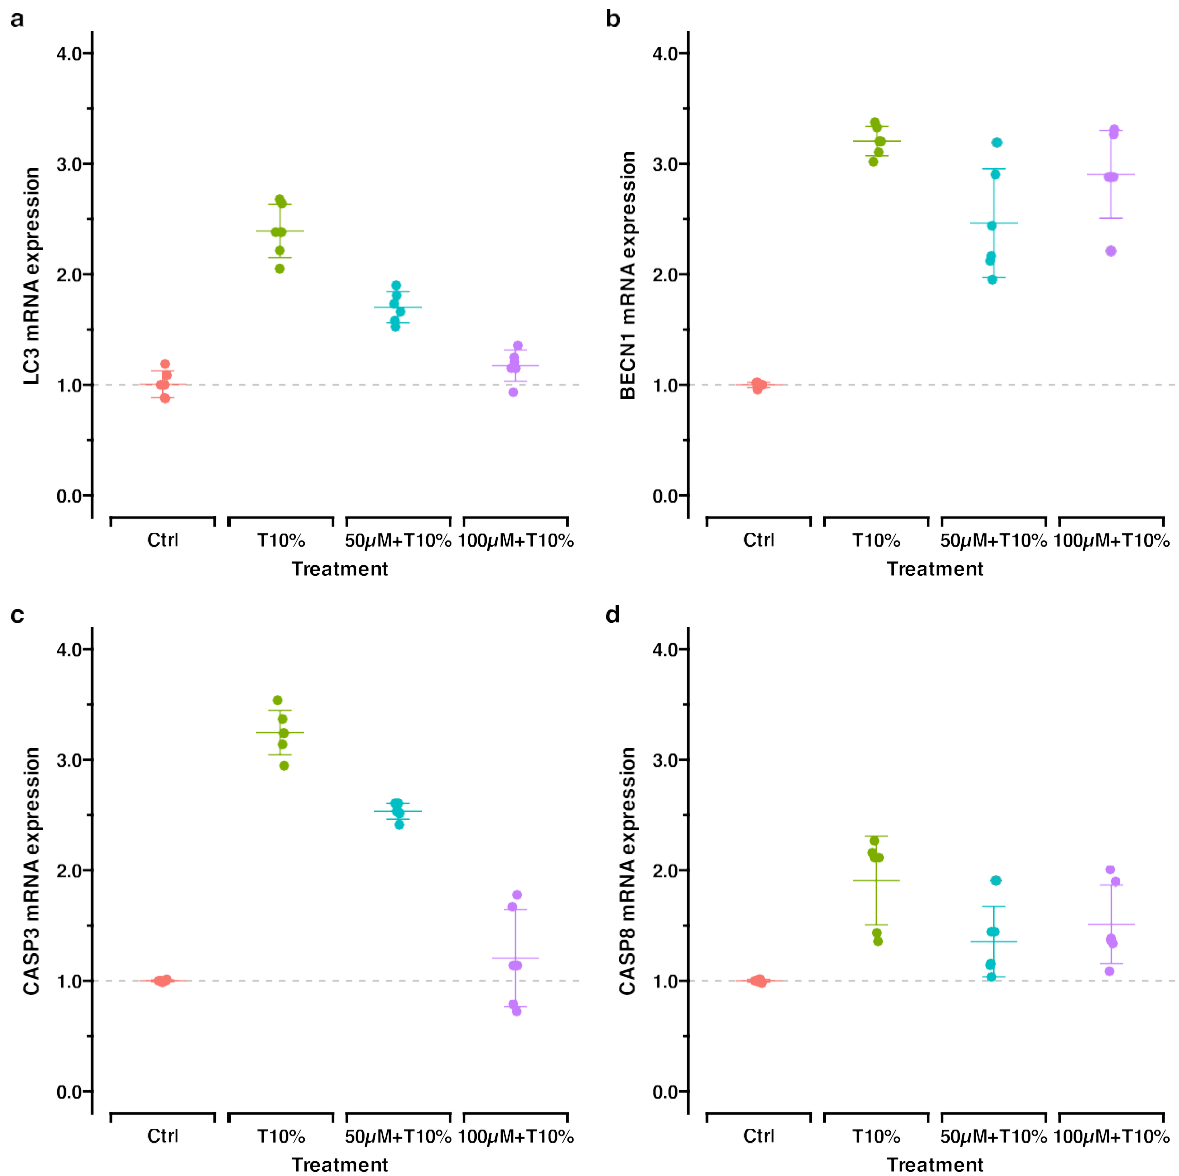 a
4.0
3.0
2.0
1.0
0.0
LC3 mRNA expression
Ctrl T10% 50µM+T10% 100µM+T10%
Treatment
b
4.0
3.0
2.0
1.0
0.0
BECN1 mRNA expression
Ctrl T10% 50µM+T10% 100µM+T10%
Treatment
c
4.0
3.0
2.0
1.0
0.0
CASP3 mRNA expression
Ctrl T10% 50µM+T10% 100µM+T10%
Treatment
d
4.0
3.0
2.0
1.0
0.0
CASP8 mRNA expression
Ctrl T10% 50µM+T10% 100µM+T10%
Treatment